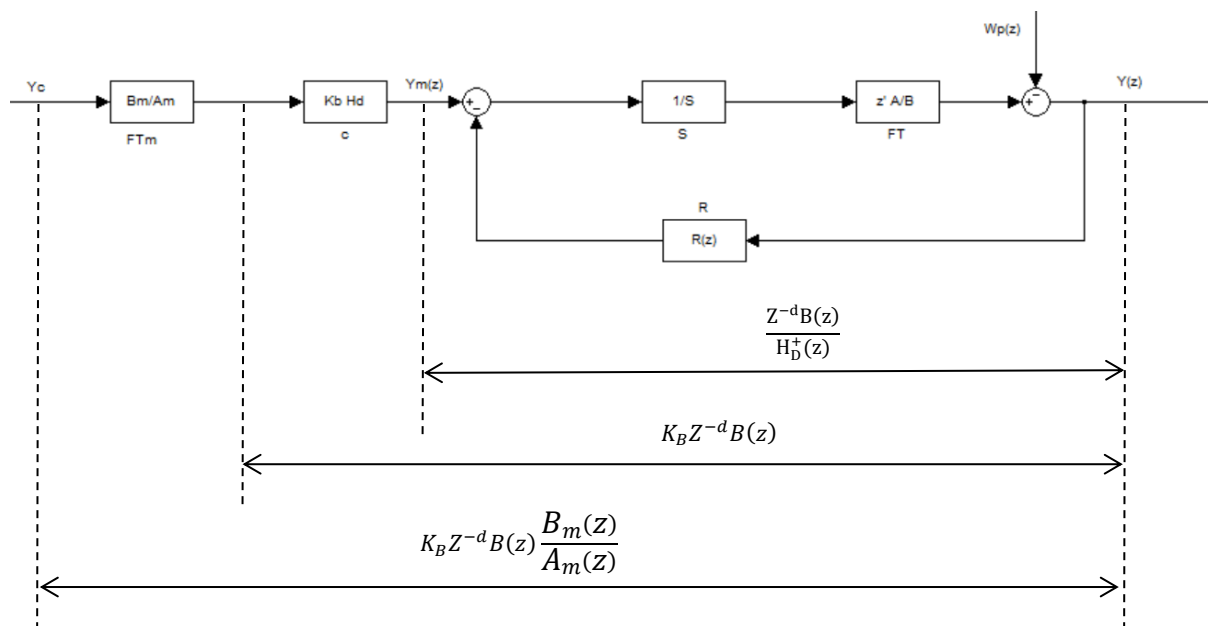 Wp(z)
Yc
Bm/Am
FTm
Kb Hd
c
Ym(z)
+
−
1/S
S
z' A/B
FT
+
−
Y(z)
R
R(z)
Z^{-d}B(z)
H_D^+(z)
K_B Z^{-d} B(z)
K_B Z^{-d} B(z) B_m(z)
A_m(z)